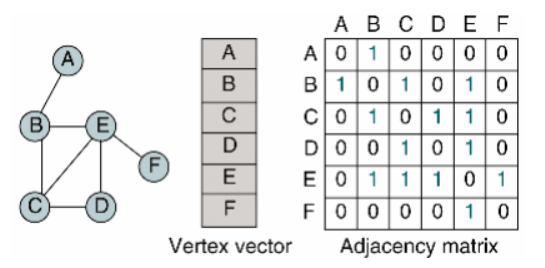 A
B
E
F
C
D
A
B
C
D
E
F
Vertex vector
A B C D E F
A 0 1 0 0 0 0
B 1 0 1 0 1 0
C 0 1 0 1 1 0
D 0 0 1 0 1 0
E 0 1 1 1 0 1
F 0 0 0 0 1 0
Adjacency matrix